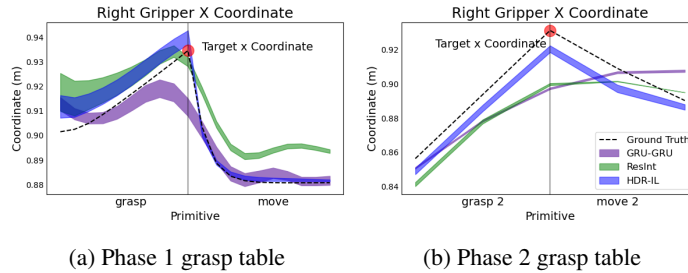 Right Gripper X Coordinate
0.94
0.93
0.92
0.91
0.90
0.89
0.88
Coordinate (m)
Target x Coordinate
grasp
move
Primitive
(a) Phase 1 grasp table
Right Gripper X Coordinate
0.92
0.90
0.88
0.86
0.84
Coordinate (m)
Target x Coordinate
Ground Truth
GRU-GRU
ResInt
HDR-IL
grasp 2
move 2
Primitive
(b) Phase 2 grasp table